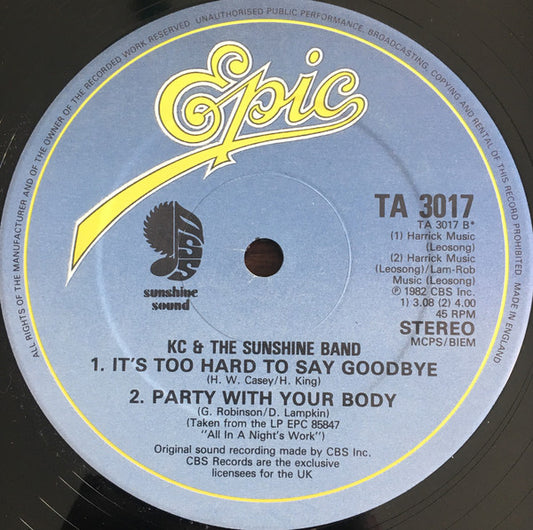 ALL RIGHTS OF THE MANUFACTURER AND OF THE OWNER OF THE RECORDED WORK RESERVED. UNAUTHORISED PUBLIC PERFORMANCE, BROADCASTING, COPYING AND RENTAL OF THIS RECORD PROHIBITED. MADE IN ENGLAND
Epic
sunshine
sound
TA 3017
TA 3017 B*
(1) Harrick Music
(Leosong)
(2) Harrick Music
(Leosong)/Lam-Rob
Music (Leosong)
℗ 1982 CBS Inc.
1) 3.08 (2) 4.00
45 RPM
STEREO
MCPS/BIEM
KC & THE SUNSHINE BAND
1. IT'S TOO HARD TO SAY GOODBYE
(H. W. Casey/H. King)
2. PARTY WITH YOUR BODY
(G. Robinson/D. Lampkin)
(Taken from the LP EPC 85847
"All In A Night's Work")
Original sound recording made by CBS Inc.
CBS Records are the exclusive
licensees for the UK